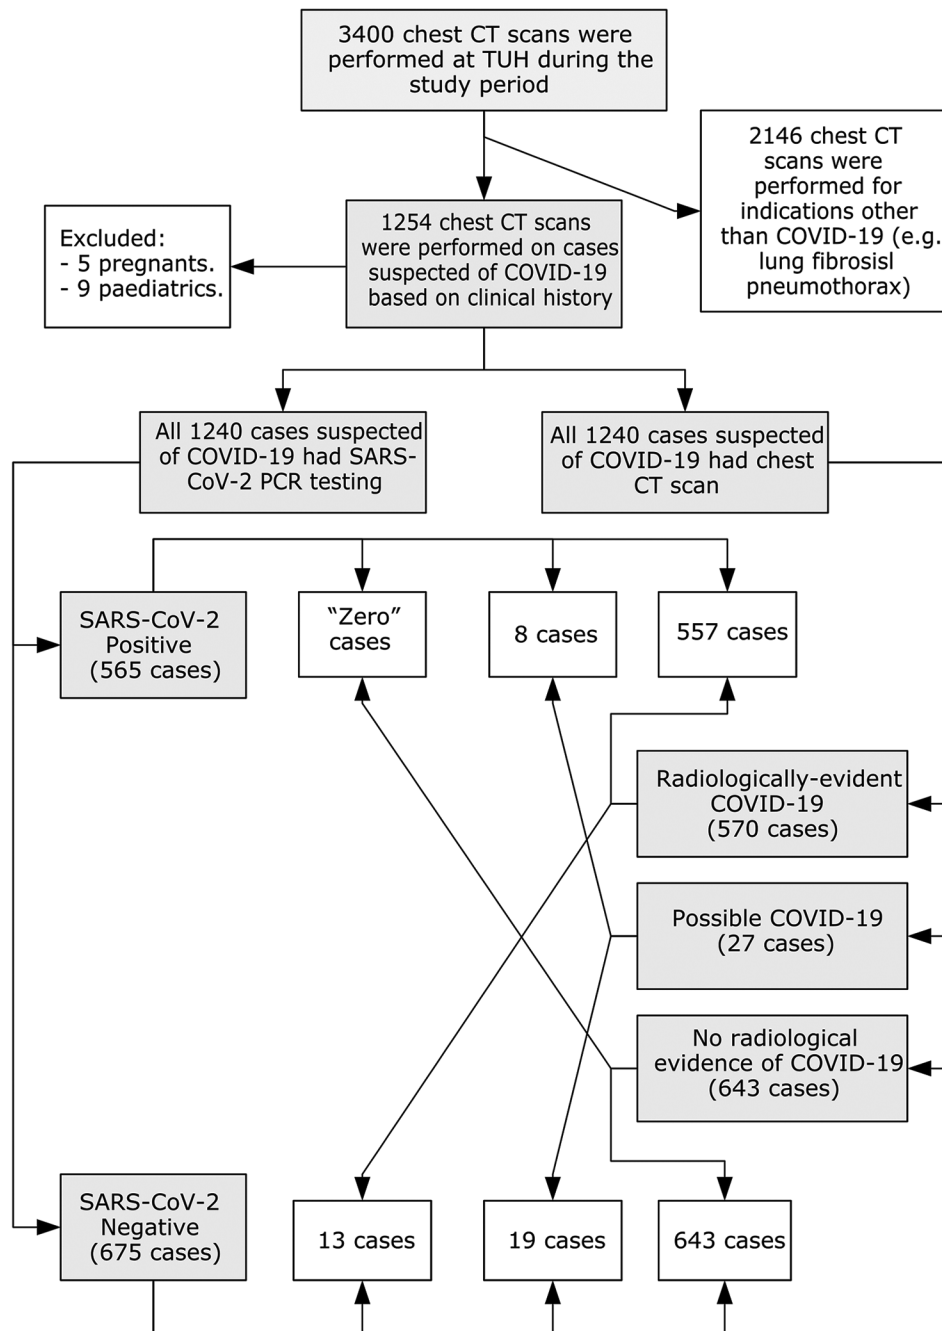 3400 chest CT scans were
performed at TUH during the
study period
2146 chest CT
scans were
performed for
indications other
than COVID-19 (e.g.
lung fibrosisl
pneumothorax)
1254 chest CT scans
were performed on cases
suspected of COVID-19
based on clinical history
Excluded:
- 5 pregnants.
- 9 paediatrics.
All 1240 cases suspected
of COVID-19 had SARS-
CoV-2 PCR testing
All 1240 cases suspected
of COVID-19 had chest
CT scan
SARS-CoV-2
Positive
(565 cases)
“Zero”
cases
8 cases
557 cases
Radiologically-evident
COVID-19
(570 cases)
Possible COVID-19
(27 cases)
No radiological
evidence of COVID-19
(643 cases)
SARS-CoV-2
Negative
(675 cases)
13 cases
19 cases
643 cases